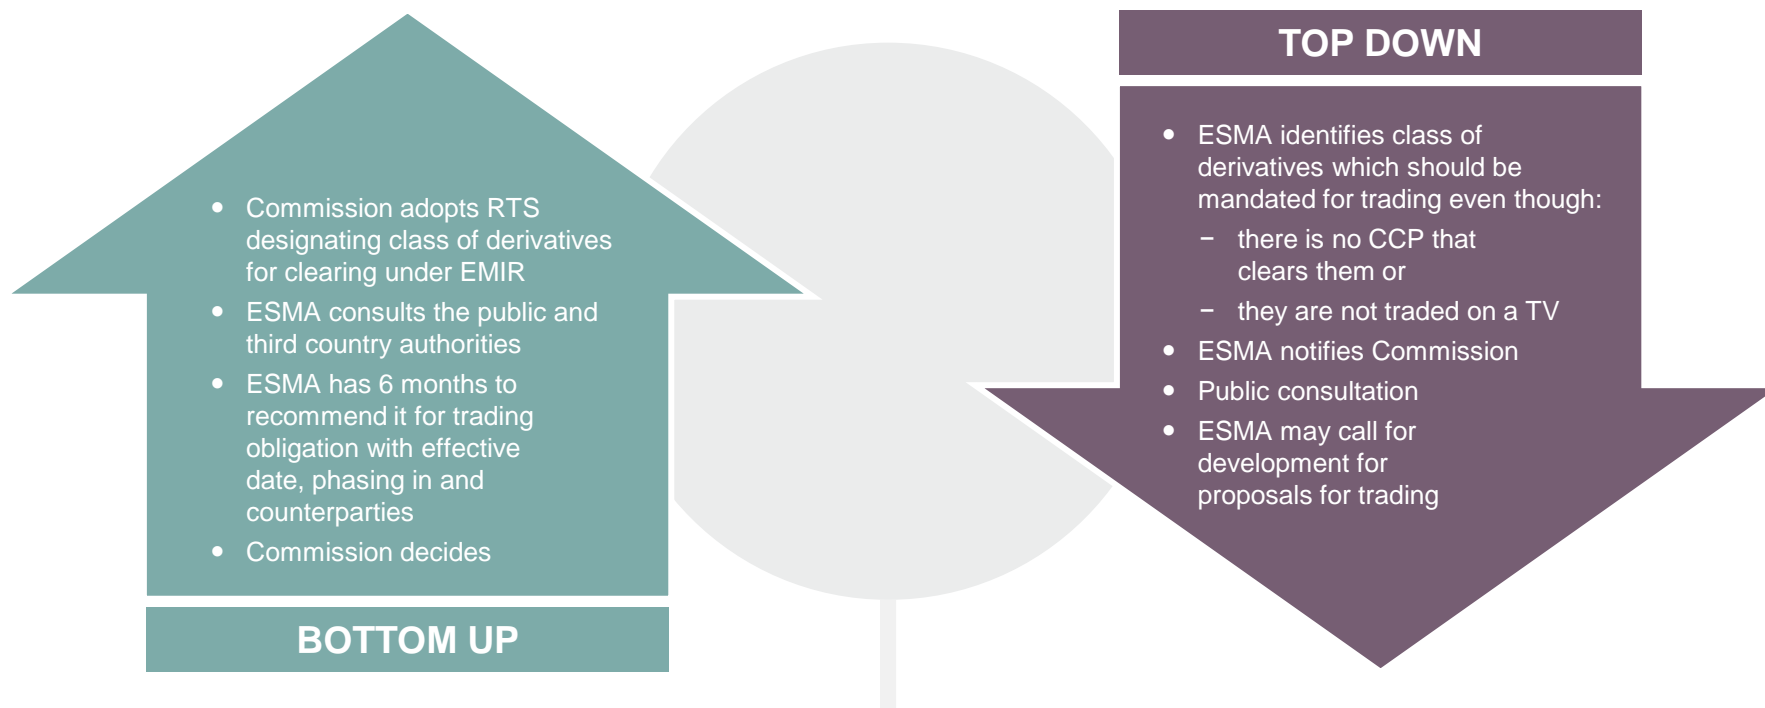 • Commission adopts RTS
designating class of derivatives
for clearing under EMIR
• ESMA consults the public and
third country authorities
• ESMA has 6 months to
recommend it for trading
obligation with effective
date, phasing in and
counterparties
• Commission decides
BOTTOM UP
TOP DOWN
• ESMA identifies class of
derivatives which should be
mandated for trading even though:
− there is no CCP that
clears them or
− they are not traded on a TV
• ESMA notifies Commission
• Public consultation
• ESMA may call for
development for
proposals for trading